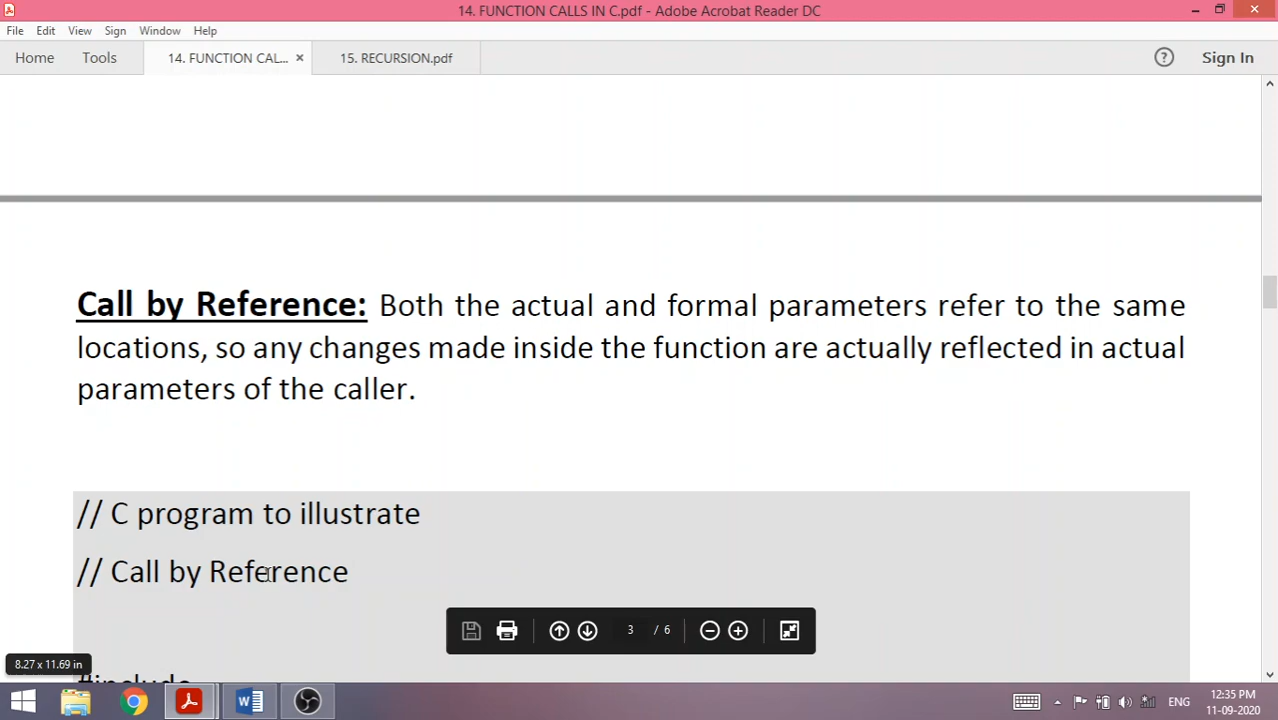 14. FUNCTION CALLS IN C.pdf - Adobe Acrobat Reader DC
File Edit View Sign Window Help
Home Tools 14. FUNCTION CAL... × 15. RECURSION.pdf ? Sign In
Call by Reference: Both the actual and formal parameters refer to the same
locations, so any changes made inside the function are actually reflected in actual
parameters of the caller.
// C program to illustrate
// Call by Reference
3 / 6
8.27 x 11.69 in
#include
ENG
12:35 PM
11-09-2020